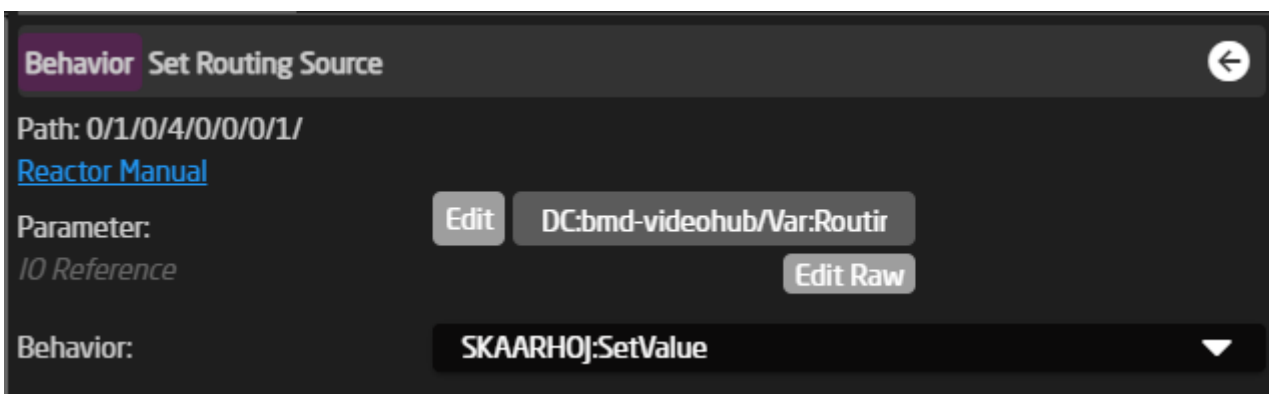 Behavior Set Routing Source
Path: 0/1/0/4/0/0/0/1/
Reactor Manual
Parameter: Edit DC:bmd-videohub/Var:Routir
IO Reference Edit Raw
Behavior: SKAARHOJ:SetValue